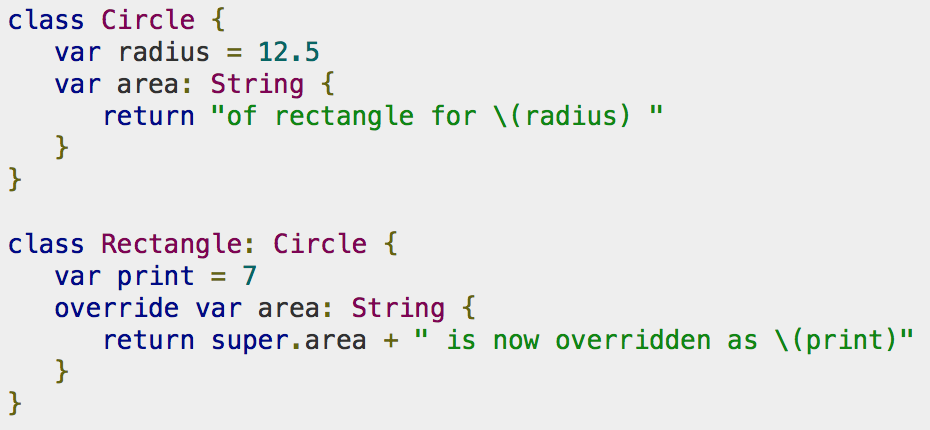 class Circle {
   var radius = 12.5
   var area: String {
      return "of rectangle for \(radius) "
   }
}

class Rectangle: Circle {
   var print = 7
   override var area: String {
      return super.area + " is now overridden as \(print)"
   }
}